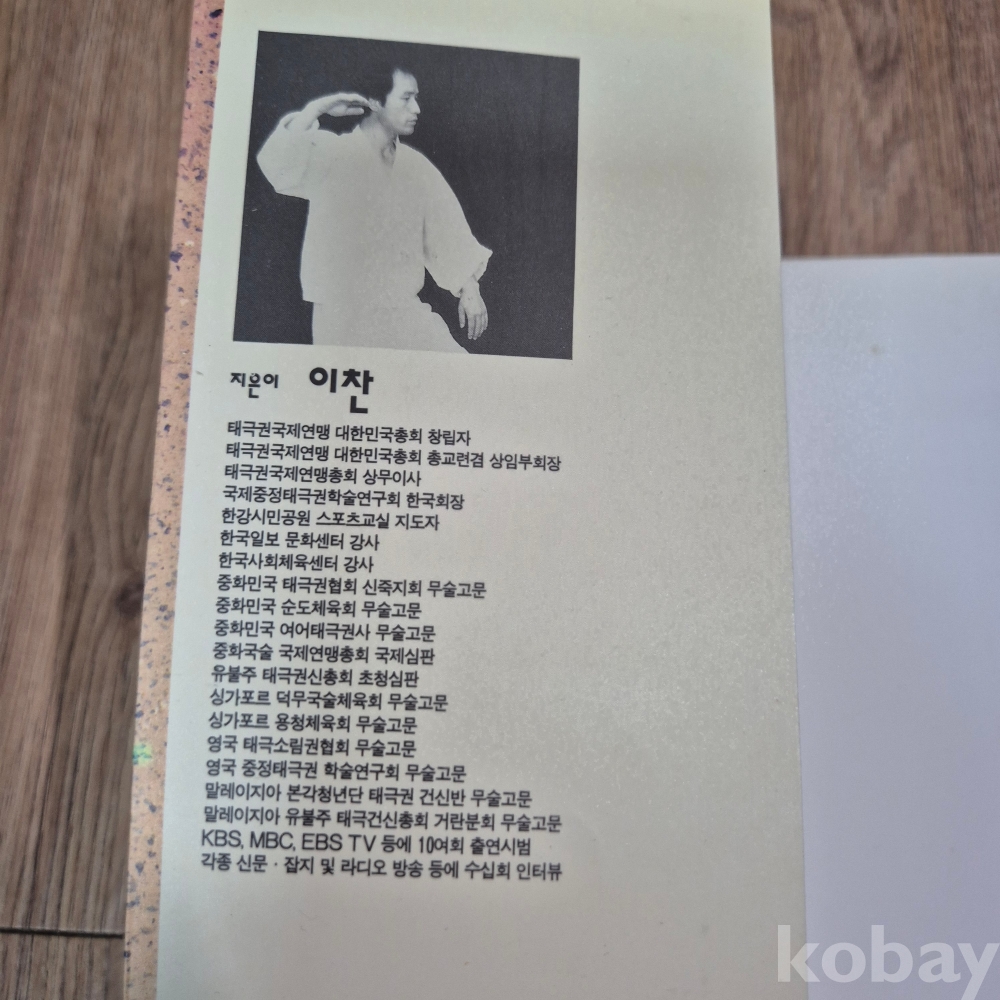 지은이 이찬
태극권국제연맹 대한민국총회 창립자
태극권국제연맹 대한민국총회 총교련겸 상임부회장
태극권국제연맹총회 상무이사
국제중정태극권학술연구회 한국회장
한강시민공원 스포츠교실 지도자
한국일보 문화센터 강사
한국사회체육센터 강사
중화민국 태극권협회 신죽지회 무술고문
중화민국 순도체육회 무술고문
중화민국 여어태극권사 무술고문
중화국술 국제연맹총회 국제심판
유불주 태극권신총회 초청심판
싱가포르 덕무국술체육회 무술고문
싱가포르 용청체육회 무술고문
영국 태극소림권협회 무술고문
영국 중정태극권 학술연구회 무술고문
말레이지아 본각청년단 태극권 건신반 무술고문
말레이지아 유불주 태극건신총회 거란분회 무술고문
KBS, MBC, EBS TV 등에 10여회 출연시범
각종 신문·잡지 및 라디오 방송 등에 수십회 인터뷰
kobay